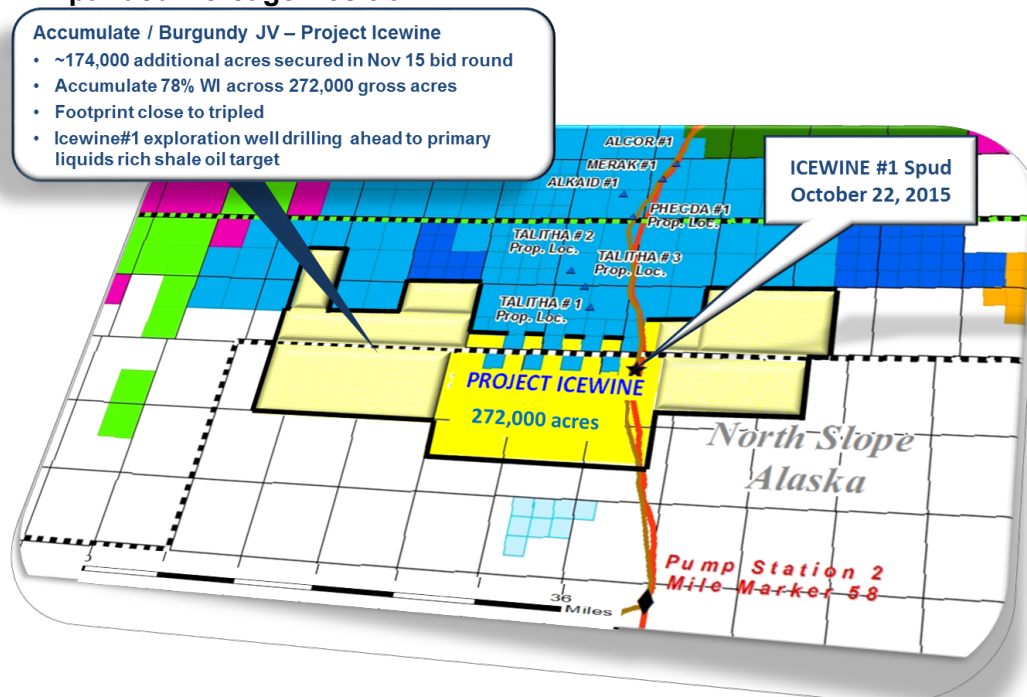 Accumulate / Burgundy JV – Project Icewine
• ~174,000 additional acres secured in Nov 15 bid round
• Accumulate 78% WI across 272,000 gross acres
• Footprint close to tripled
• Icewine#1 exploration well drilling ahead to primary
liquids rich shale oil target
ICEWINE #1 Spud
October 22, 2015
ALCOR #1
MERAK #1
ALKAID #1
PHECDA #1
Prop. Loc.
TALITHA # 2
Prop. Loc.
TALITHA # 3
Prop. Loc.
TALITHA # 1
Prop. Loc.
PROJECT ICEWINE
272,000 acres
North Slope
Alaska
Pump Station 2
Mile Marker 58
36
Miles